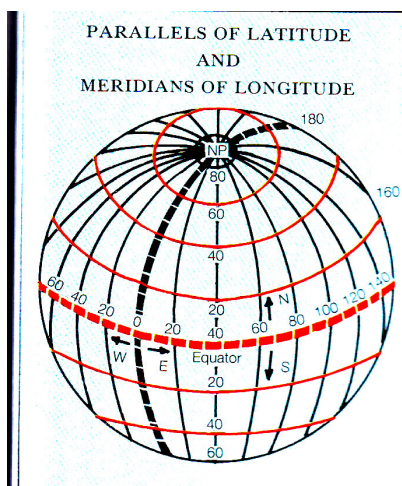 PARALLELS OF LATITUDE
AND
MERIDIANS OF LONGITUDE
180
NP
80
160
60
40
60 40 20 0 20 40 60 80 100 120 140
20
N
W E Equator S
20
40
60